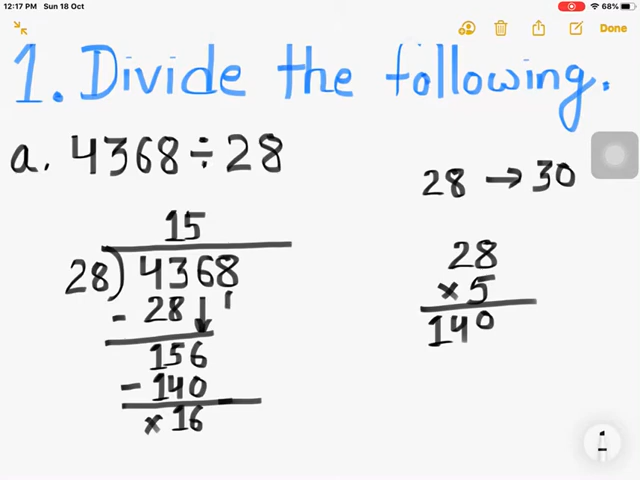 12:17 PM Sun 18 Oct 68%
Done
1. Divide the following.
a. 4368 ÷ 28
28 → 30
15
28 ) 4368
- 28 ↓
156
- 140
× 16
28
× 5
140
1